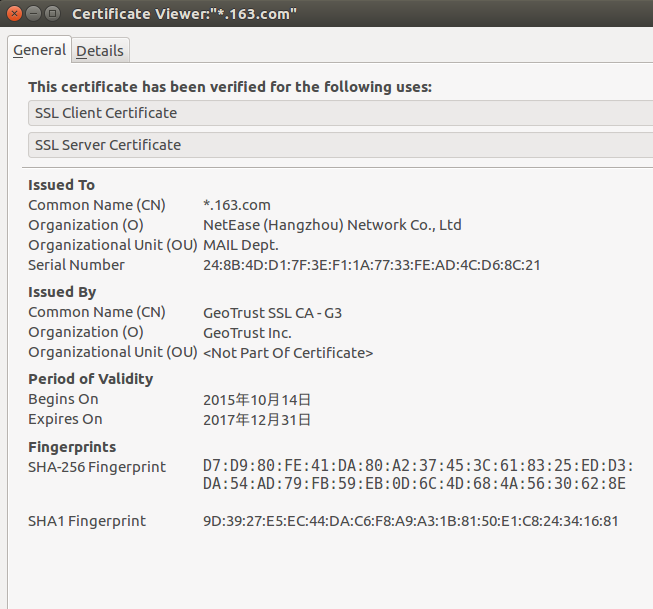 Certificate Viewer:"*.163.com"
General Details
This certificate has been verified for the following uses:
SSL Client Certificate
SSL Server Certificate
Issued To
Common Name (CN) *.163.com
Organization (O) NetEase (Hangzhou) Network Co., Ltd
Organizational Unit (OU) MAIL Dept.
Serial Number 24:8B:4D:D1:7F:3E:F1:1A:77:33:FE:AD:4C:D6:8C:21
Issued By
Common Name (CN) GeoTrust SSL CA - G3
Organization (O) GeoTrust Inc.
Organizational Unit (OU) <Not Part Of Certificate>
Period of Validity
Begins On 2015年10月14日
Expires On 2017年12月31日
Fingerprints
SHA-256 Fingerprint D7:D9:80:FE:41:DA:80:A2:37:45:3C:61:83:25:ED:D3:
DA:54:AD:79:FB:59:EB:0D:6C:4D:68:4A:56:30:62:8E
SHA1 Fingerprint 9D:39:27:E5:EC:44:DA:C6:F8:A9:A3:1B:81:50:E1:C8:24:34:16:81